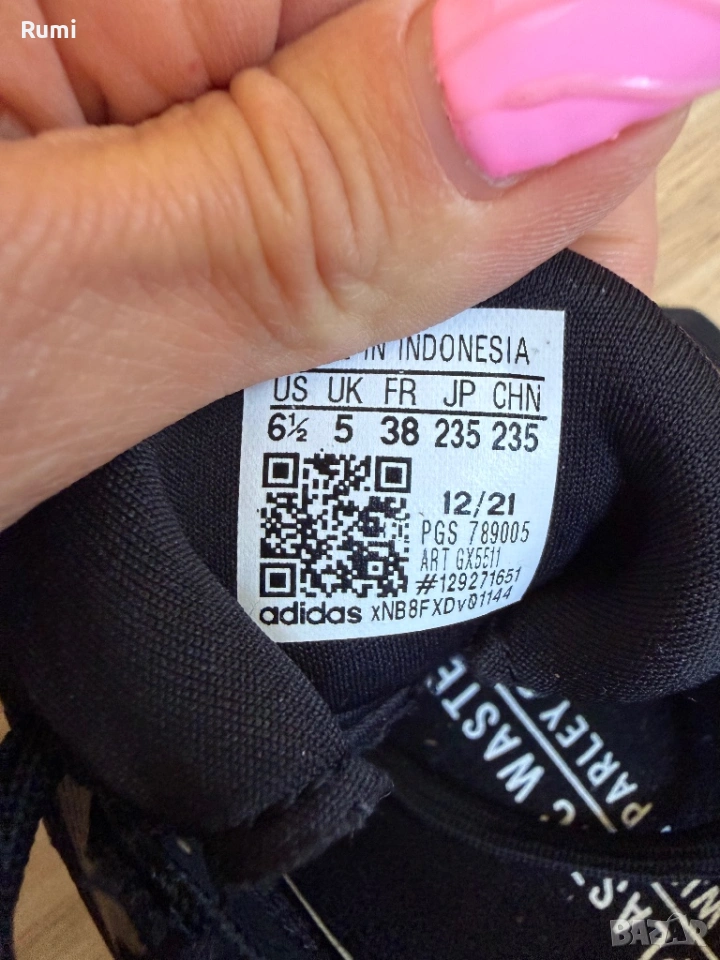 Rumi
IN INDONESIA
US UK FR JP CHN
6½ 5 38 235 235
12/21
PGS 789005
ART GX5511
#129271651
adidas xNB8FXDv01144
WASTE
PARLEY
BAZAR